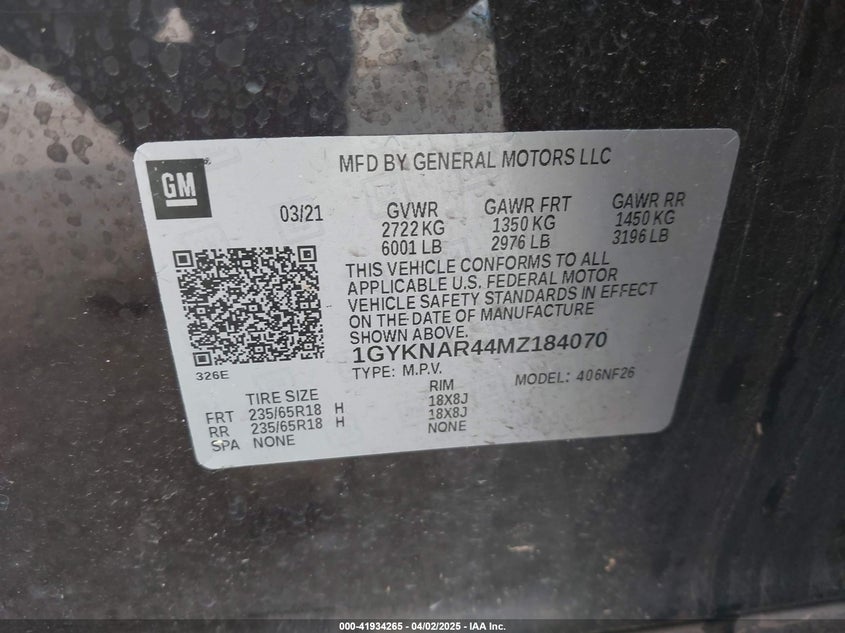 GM
MFD BY GENERAL MOTORS LLC
03/21
GVWR
2722 KG
6001 LB
GAWR FRT
1350 KG
2976 LB
GAWR RR
1450 KG
3196 LB
THIS VEHICLE CONFORMS TO ALL
APPLICABLE U.S. FEDERAL MOTOR
VEHICLE SAFETY STANDARDS IN EFFECT
ON THE DATE OF MANUFACTURE
SHOWN ABOVE.
1GYKNAR44MZ184070
326E
TYPE: M.P.V.
MODEL: 406NF26
TIRE SIZE RIM
FRT 235/65R18 H 18X8J
RR 235/65R18 H 18X8J
SPA NONE NONE
000-41934265 - 04/02/2025 - IAA Inc.